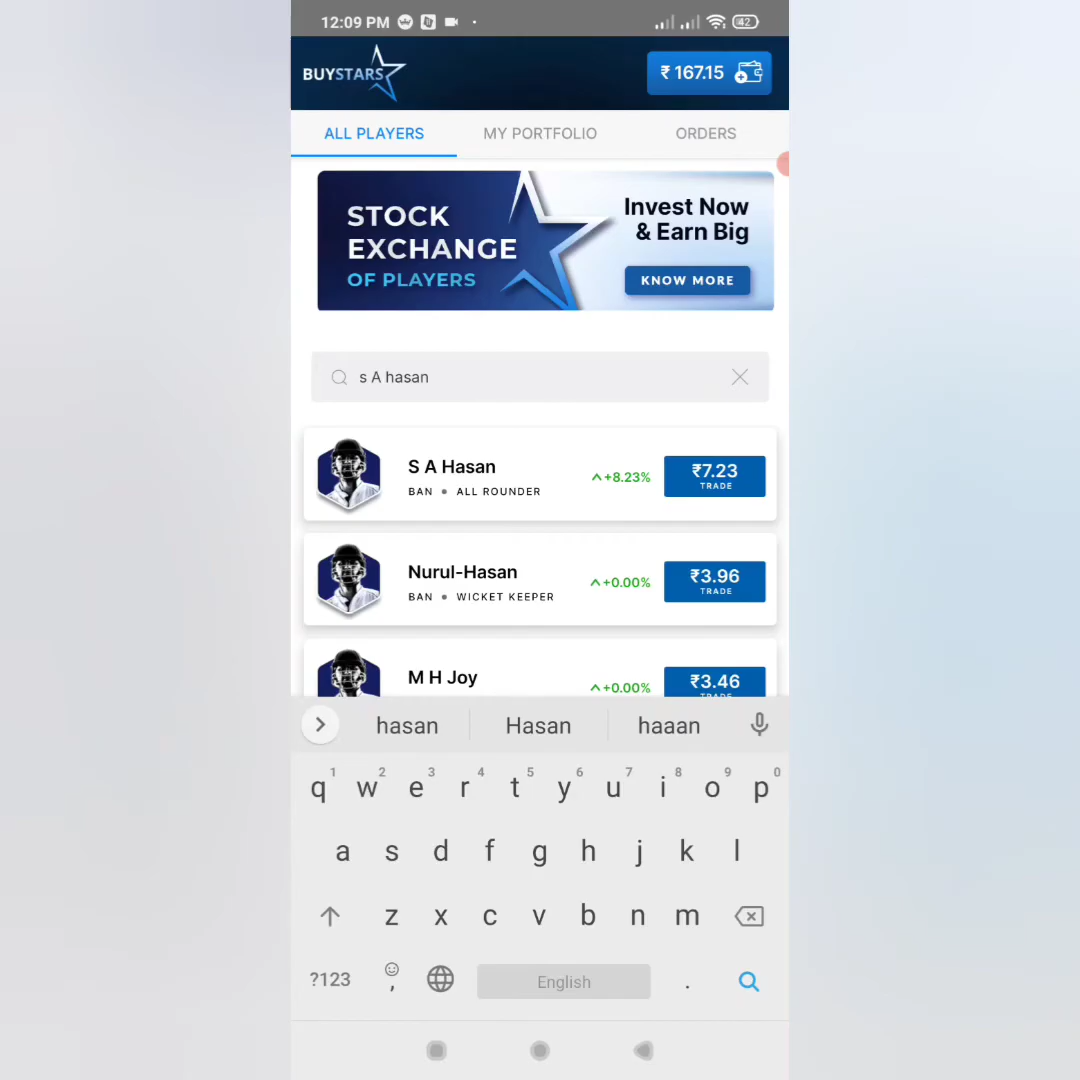 12:09 PM 42
BUYSTARS
₹ 167.15
ALL PLAYERS MY PORTFOLIO ORDERS
STOCK
EXCHANGE
OF PLAYERS
Invest Now
& Earn Big
KNOW MORE
s A hasan
S A Hasan
BAN • ALL ROUNDER
+8.23%
₹7.23
TRADE
Nurul-Hasan
BAN • WICKET KEEPER
+0.00%
₹3.96
TRADE
M H Joy
+0.00%
₹3.46
TRADE
hasan Hasan haaan
1 2 3 4 5 6 7 8 9 0
q w e r t y u i o p
a s d f g h j k l
z x c v b n m
?123 , English .